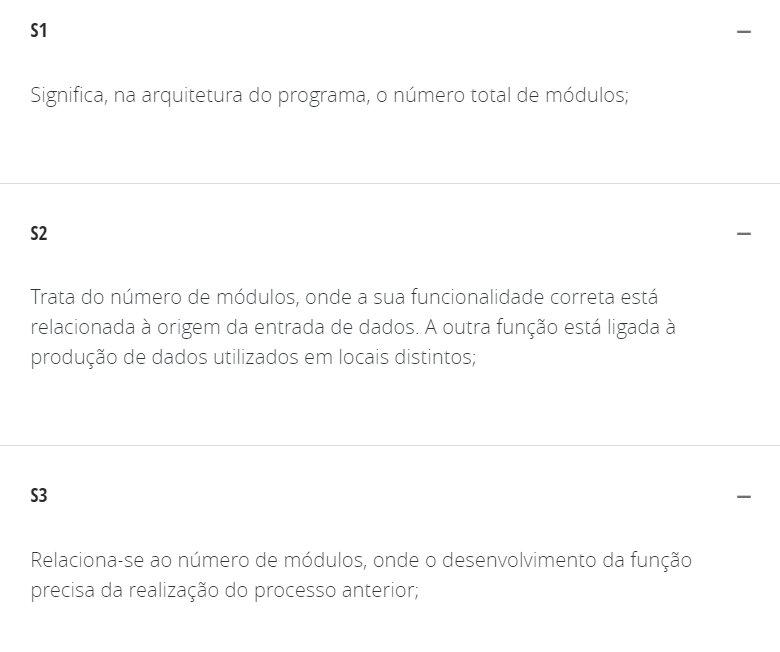 S1
Significa, na arquitetura do programa, o número total de módulos;
S2
Trata do número de módulos, onde a sua funcionalidade correta está
relacionada à origem da entrada de dados. A outra função está ligada à
produção de dados utilizados em locais distintos;
S3
Relaciona-se ao número de módulos, onde o desenvolvimento da função
precisa da realização do processo anterior;